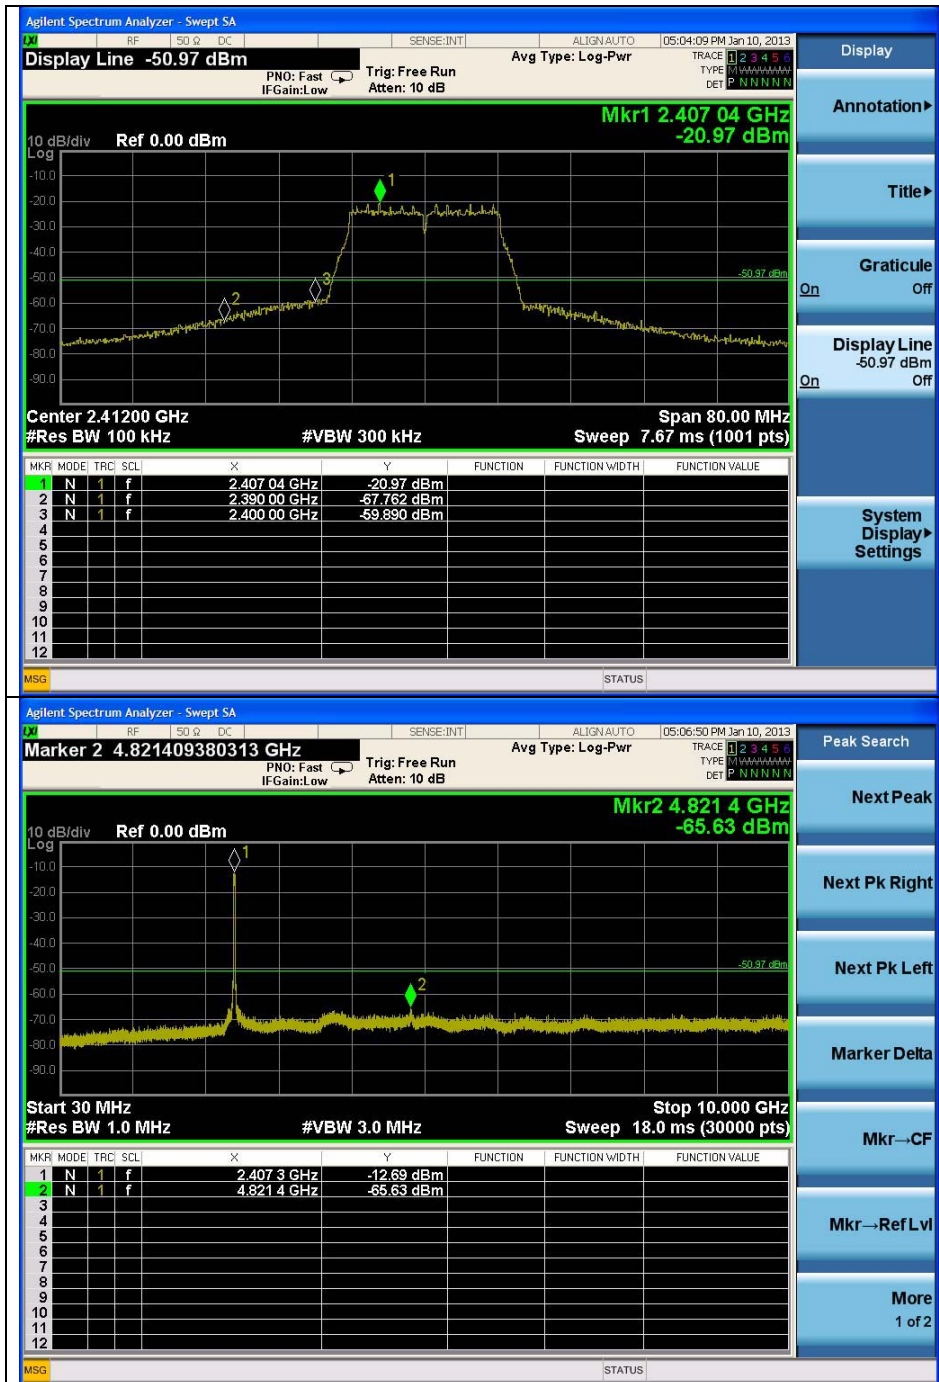 Agilent Spectrum Analyzer - Swept SA
LXI RF 50 Ω DC SENSE:INT ALIGN AUTO 05:04:09 PM Jan 10, 2013
Display Line -50.97 dBm
PNO: Fast
IFGain:Low
Trig: Free Run
Atten: 10 dB
Avg Type: Log-Pwr
TRACE 1 2 3 4 5 6
TYPE M
DET P N N N N N
Mkr1 2.407 04 GHz
-20.97 dBm
10 dB/div Ref 0.00 dBm
Log
-10.0
-20.0
-30.0
-40.0
-50.0
-60.0
-70.0
-80.0
-90.0
1
2
3
-50.97 dBm
Center 2.41200 GHz Span 80.00 MHz
#Res BW 100 kHz #VBW 300 kHz Sweep 7.67 ms (1001 pts)
MKR MODE TRC SCL X Y FUNCTION FUNCTION WIDTH FUNCTION VALUE
1 N 1 f 2.407 04 GHz -20.97 dBm
2 N 1 f 2.390 00 GHz -67.762 dBm
3 N 1 f 2.400 00 GHz -59.890 dBm
4
5
6
7
8
9
10
11
12
MSG STATUS
Display
Annotation
Title
Graticule
On Off
Display Line
-50.97 dBm
On Off
System
Display
Settings
Agilent Spectrum Analyzer - Swept SA
LXI RF 50 Ω DC SENSE:INT ALIGN AUTO 05:06:50 PM Jan 10, 2013
Marker 2 4.821409380313 GHz
PNO: Fast
IFGain:Low
Trig: Free Run
Atten: 10 dB
Avg Type: Log-Pwr
TRACE 1 2 3 4 5 6
TYPE M
DET P N N N N N
Mkr2 4.821 4 GHz
-65.63 dBm
10 dB/div Ref 0.00 dBm
Log
-10.0
-20.0
-30.0
-40.0
-50.0
-60.0
-70.0
-80.0
-90.0
1
2
-50.97 dBm
Start 30 MHz Stop 10.000 GHz
#Res BW 1.0 MHz #VBW 3.0 MHz Sweep 18.0 ms (30000 pts)
MKR MODE TRC SCL X Y FUNCTION FUNCTION WIDTH FUNCTION VALUE
1 N 1 f 2.407 3 GHz -12.69 dBm
2 N 1 f 4.821 4 GHz -65.63 dBm
3
4
5
6
7
8
9
10
11
12
MSG STATUS
Peak Search
Next Peak
Next Pk Right
Next Pk Left
Marker Delta
Mkr→CF
Mkr→Ref Lvl
More
1 of 2